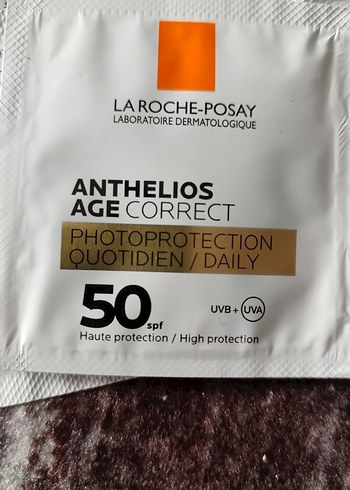 LA ROCHE-POSAY
LABORATOIRE DERMATOLOGIQUE
ANTHELIOS
AGE CORRECT
PHOTOPROTECTION
QUOTIDIEN / DAILY
50 spf
UVB + UVA
Haute protection / High protection